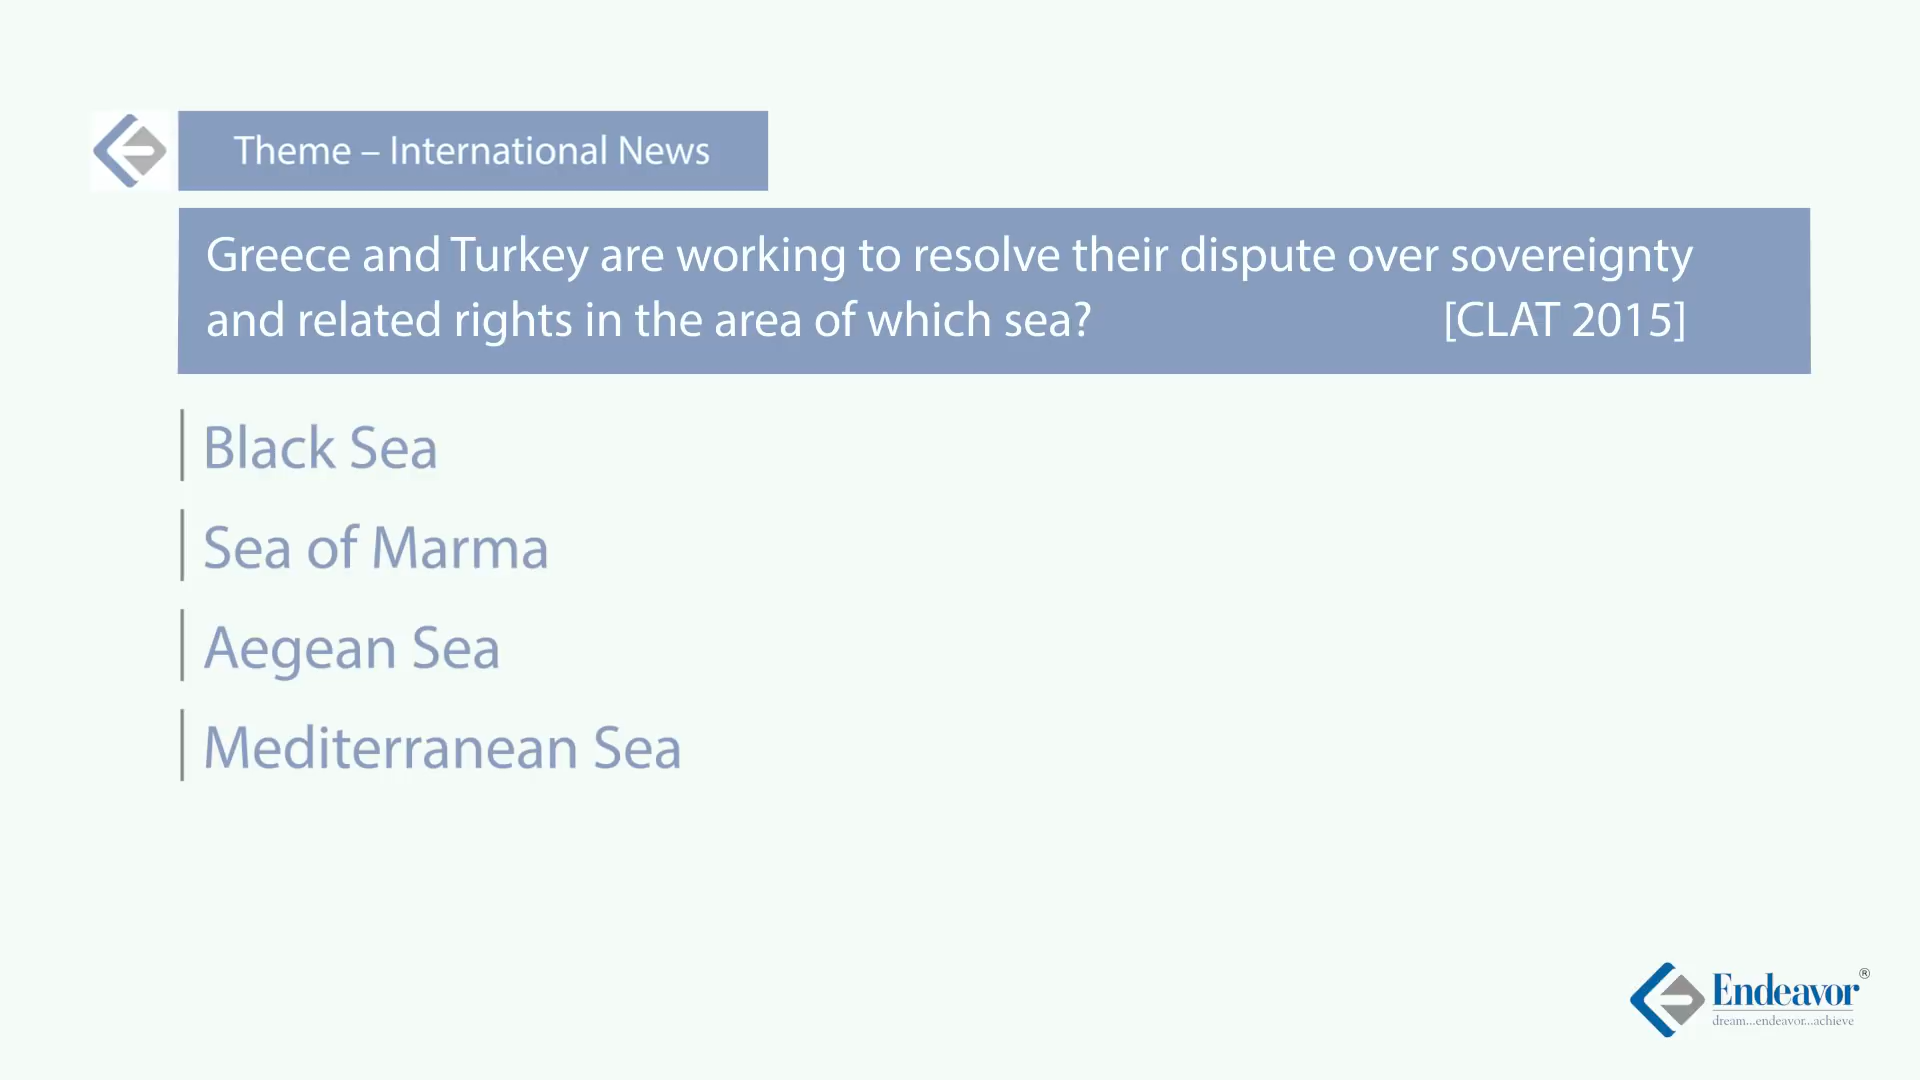 Theme – International News
Greece and Turkey are working to resolve their dispute over sovereignty
and related rights in the area of which sea? [CLAT 2015]
Black Sea
Sea of Marma
Aegean Sea
Mediterranean Sea
Endeavor®
dream...endeavor...achieve